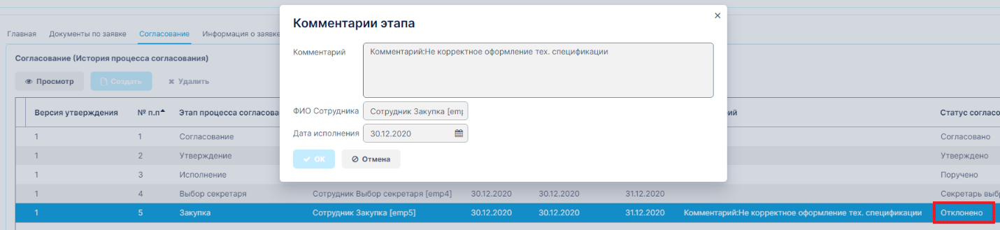 Комментарии этапа
Главная Документы по заявке Согласование Информация о заявке
Комментарий Комментарий:Не корректное оформление тех. спецификации
Согласование (История процесса согласования)
Просмотр Создать Удалить
ФИО Сотрудника Сотрудник Закупка [emp
Версия утверждения № п.п Этап процесса согласова ий Статус согласо
Дата исполнения 30.12.2020
1 1 Согласование Согласовано
1 2 Утверждение Утверждено
ОК Отмена
1 3 Исполнение Поручено
1 4 Выбор секретаря Сотрудник Выбор секретаря [emp4] 30.12.2020 30.12.2020 31.12.2020 Секретарь выбр
1 5 Закупка Сотрудник Закупка [emp5] 30.12.2020 30.12.2020 31.12.2020 Комментарий:Не корректное оформление тех. спецификации Отклонено